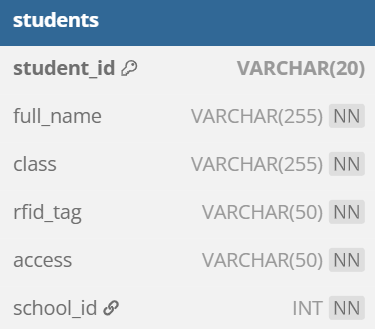 students
student_id VARCHAR(20)
full_name VARCHAR(255) NN
class VARCHAR(255) NN
rfid_tag VARCHAR(50) NN
access VARCHAR(50) NN
school_id INT NN